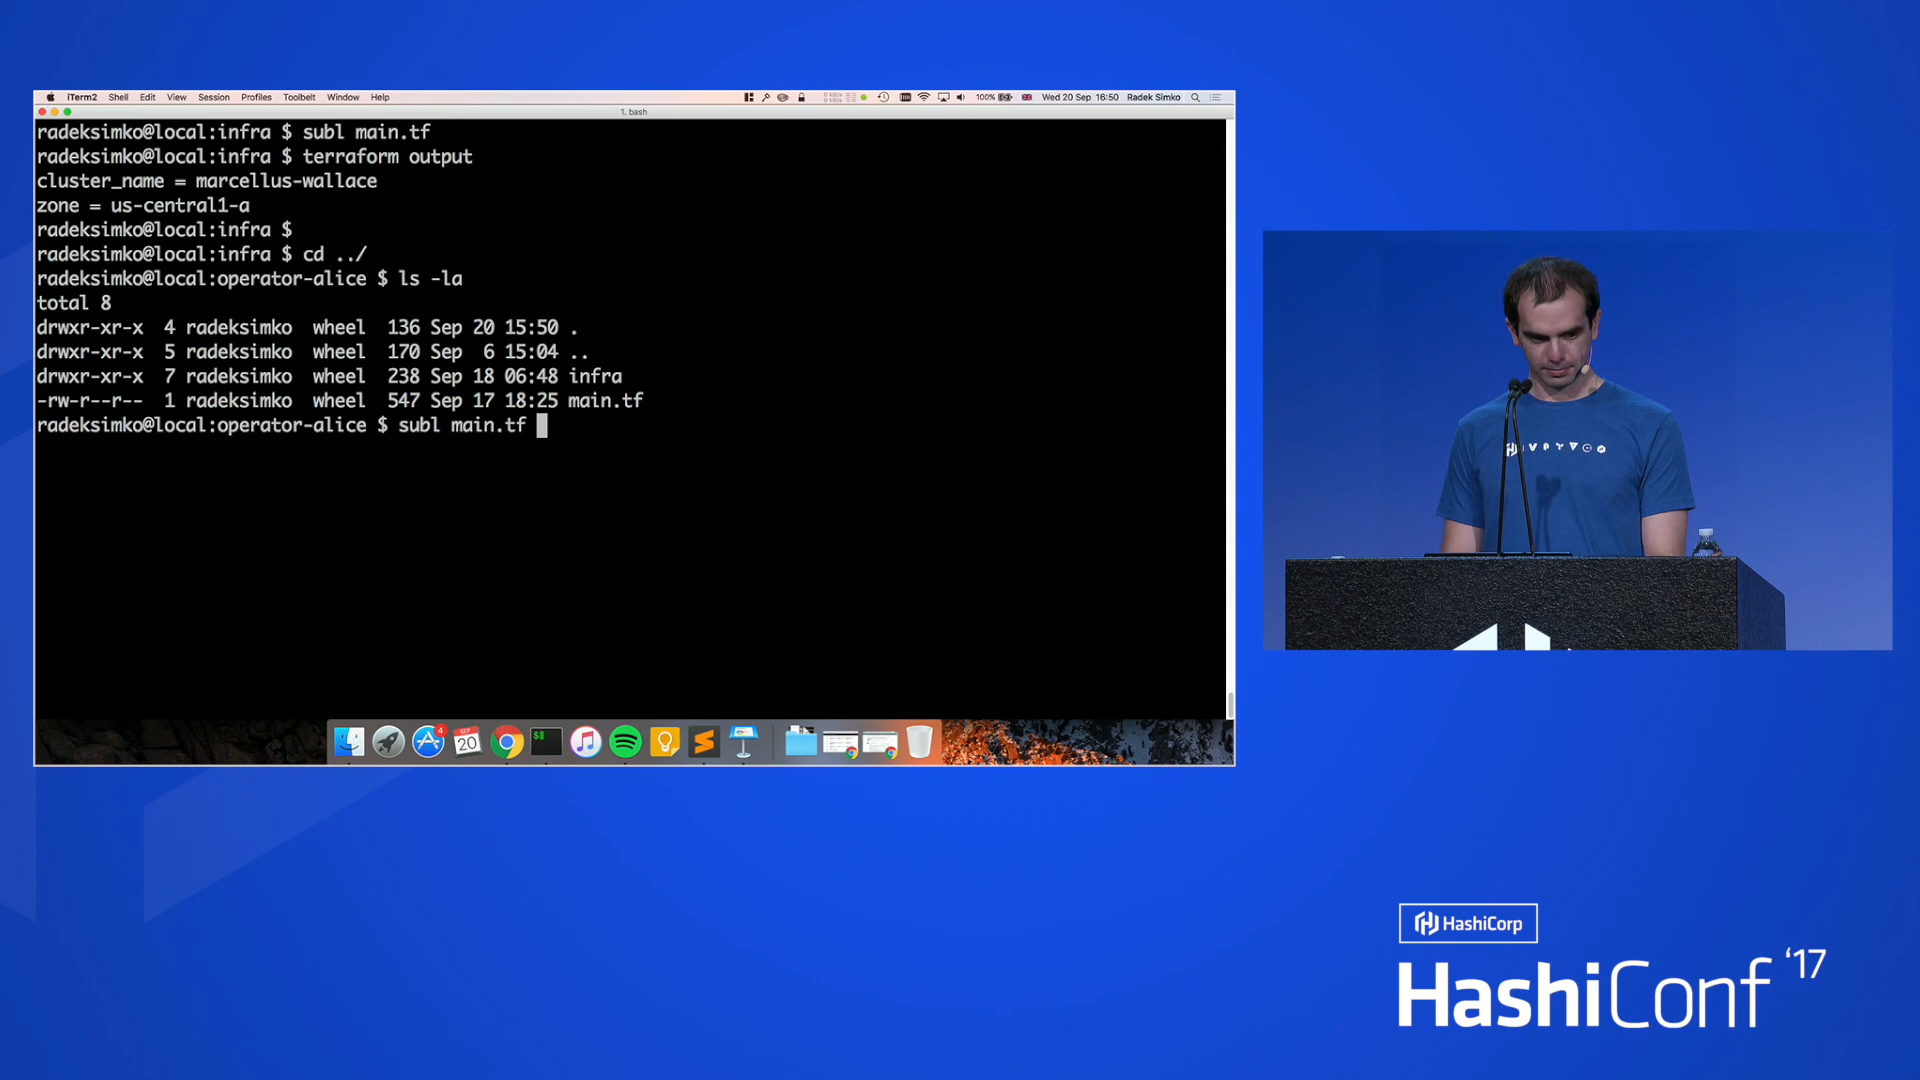 iTerm2 Shell Edit View Session Profiles Toolbelt Window Help
100% Wed 20 Sep 16:50 Radek Simko
1. bash
radeksimko@local:infra $ subl main.tf
radeksimko@local:infra $ terraform output
cluster_name = marcellus-wallace
zone = us-central1-a
radeksimko@local:infra $
radeksimko@local:infra $ cd ../
radeksimko@local:operator-alice $ ls -la
total 8
drwxr-xr-x 4 radeksimko wheel 136 Sep 20 15:50 .
drwxr-xr-x 5 radeksimko wheel 170 Sep 6 15:04 ..
drwxr-xr-x 7 radeksimko wheel 238 Sep 18 06:48 infra
-rw-r--r-- 1 radeksimko wheel 547 Sep 17 18:25 main.tf
radeksimko@local:operator-alice $ subl main.tf
4
SEP
20
$
HashiCorp
HashiConf '17